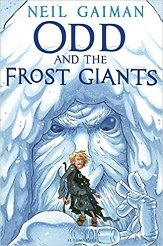 NEIL GAIMAN
ODD
AND THE
FROST GIANTS